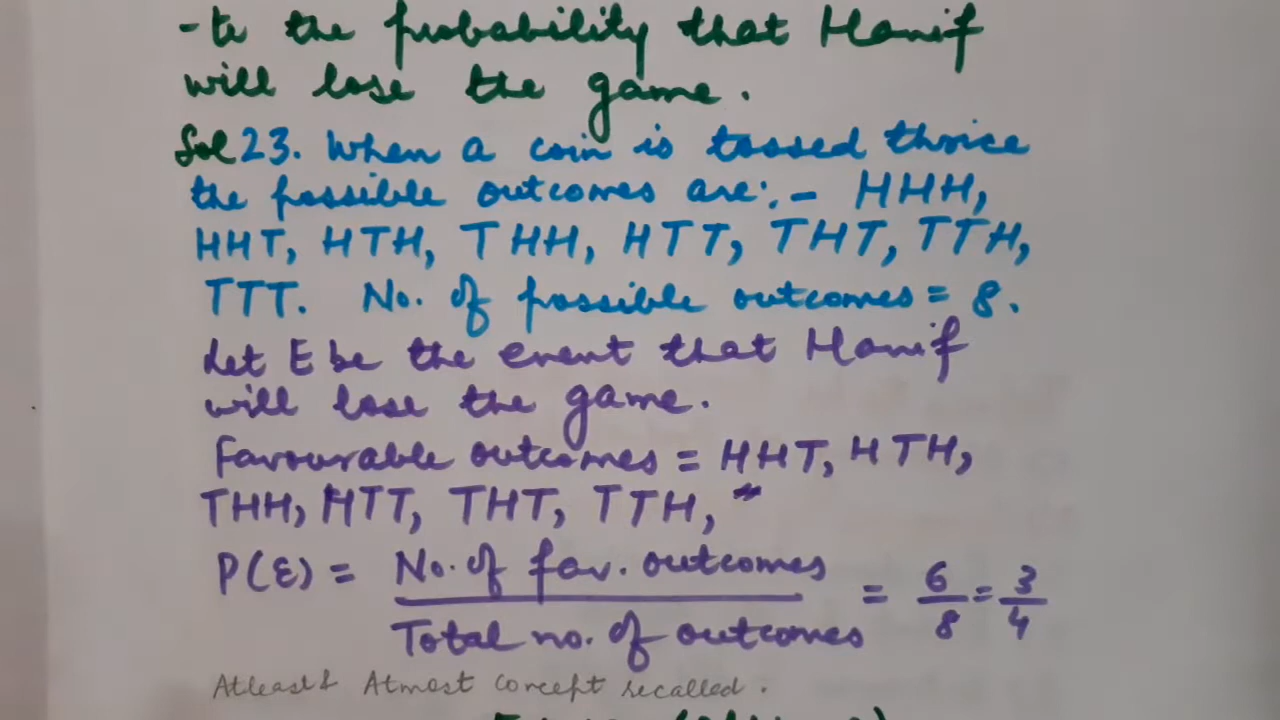 -te the probability that Hanif
will lose the game.
Sol 23. When a coin is tossed thrice
the possible outcomes are:- HHH,
HHT, HTH, THH, HTT, THT, TTH,
TTT. No. of possible outcomes = 8.
Let E be the event that Hanif
will lose the game.
Favourable outcomes = HHT, HTH,
THH, HTT, THT, TTH,
P(E) = No. of fav. outcomes / Total no. of outcomes = 6/8 = 3/4
Atleast & Atmost concept recalled.